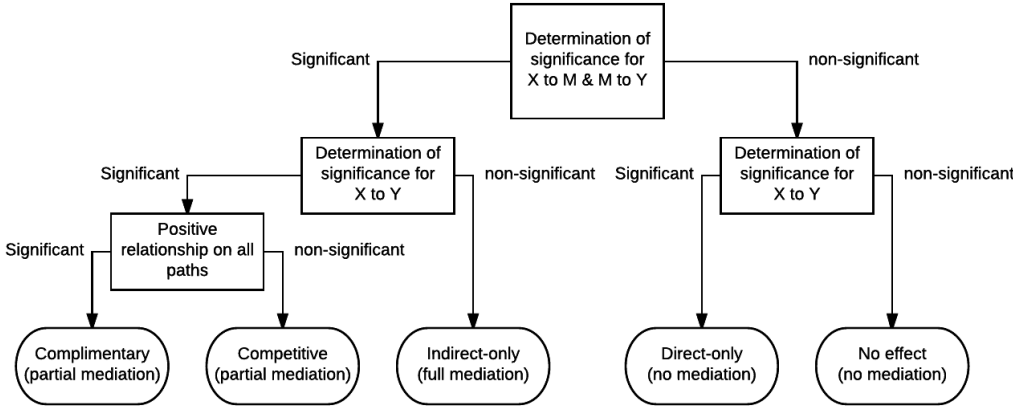 Determination of
significance for
X to M & M to Y
Significant
non-significant
Determination of
significance for
X to Y
Determination of
significance for
X to Y
Significant
non-significant
Significant
non-significant
Positive
relationship on all
paths
Significant
non-significant
Complimentary
(partial mediation)
Competitive
(partial mediation)
Indirect-only
(full mediation)
Direct-only
(no mediation)
No effect
(no mediation)